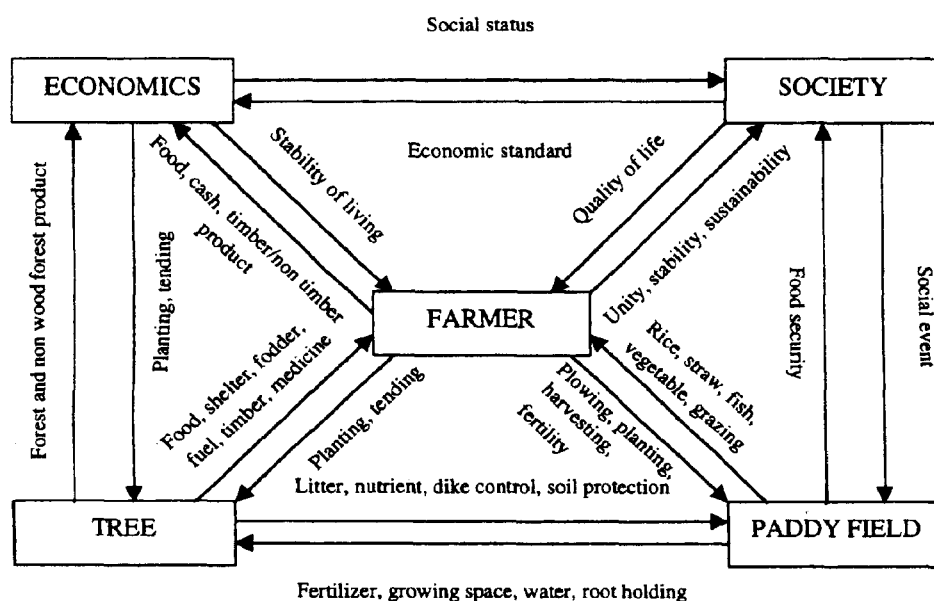 Social status
ECONOMICS
SOCIETY
Economic standard
Stability of living
Quality of life
Food, cash, timber/non timber
product
Unity, stability, sustainability
Forest and non wood forest product
Planting, tending
Food security
Social event
FARMER
Food, shelter, fodder,
fuel, timber, medicine
Planting, tending
Plowing, planting,
harvesting,
fertility
Rice, straw, fish,
vegetable, grazing
Litter, nutrient, dike control, soil protection
TREE
PADDY FIELD
Fertilizer, growing space, water, root holding